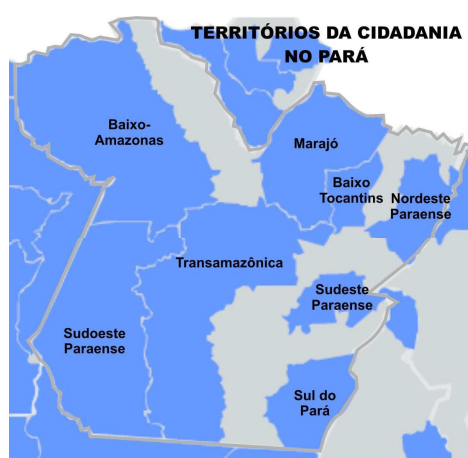 TERRITÓRIOS DA CIDADANIA
NO PARÁ
Baixo-
Amazonas
Marajó
Baixo
Tocantins
Nordeste
Paraense
Transamazônica
Sudeste
Paraense
Sudoeste
Paraense
Sul do
Pará